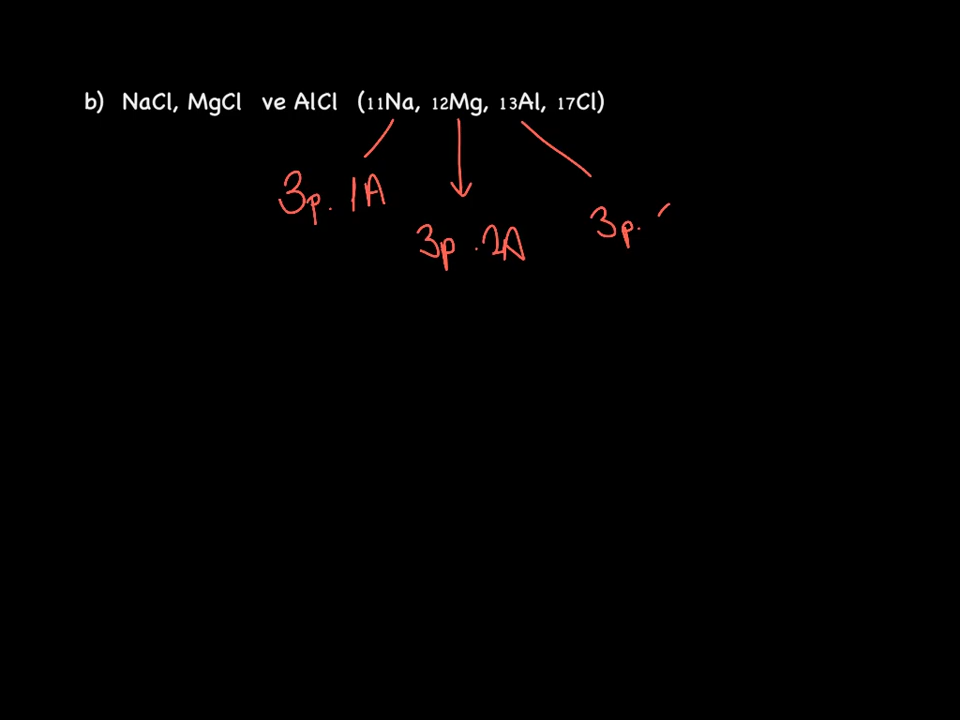 b) NaCl, MgCl ve AlCl (11Na, 12Mg, 13Al, 17Cl)
3p. 1A
3p. 2A
3p.